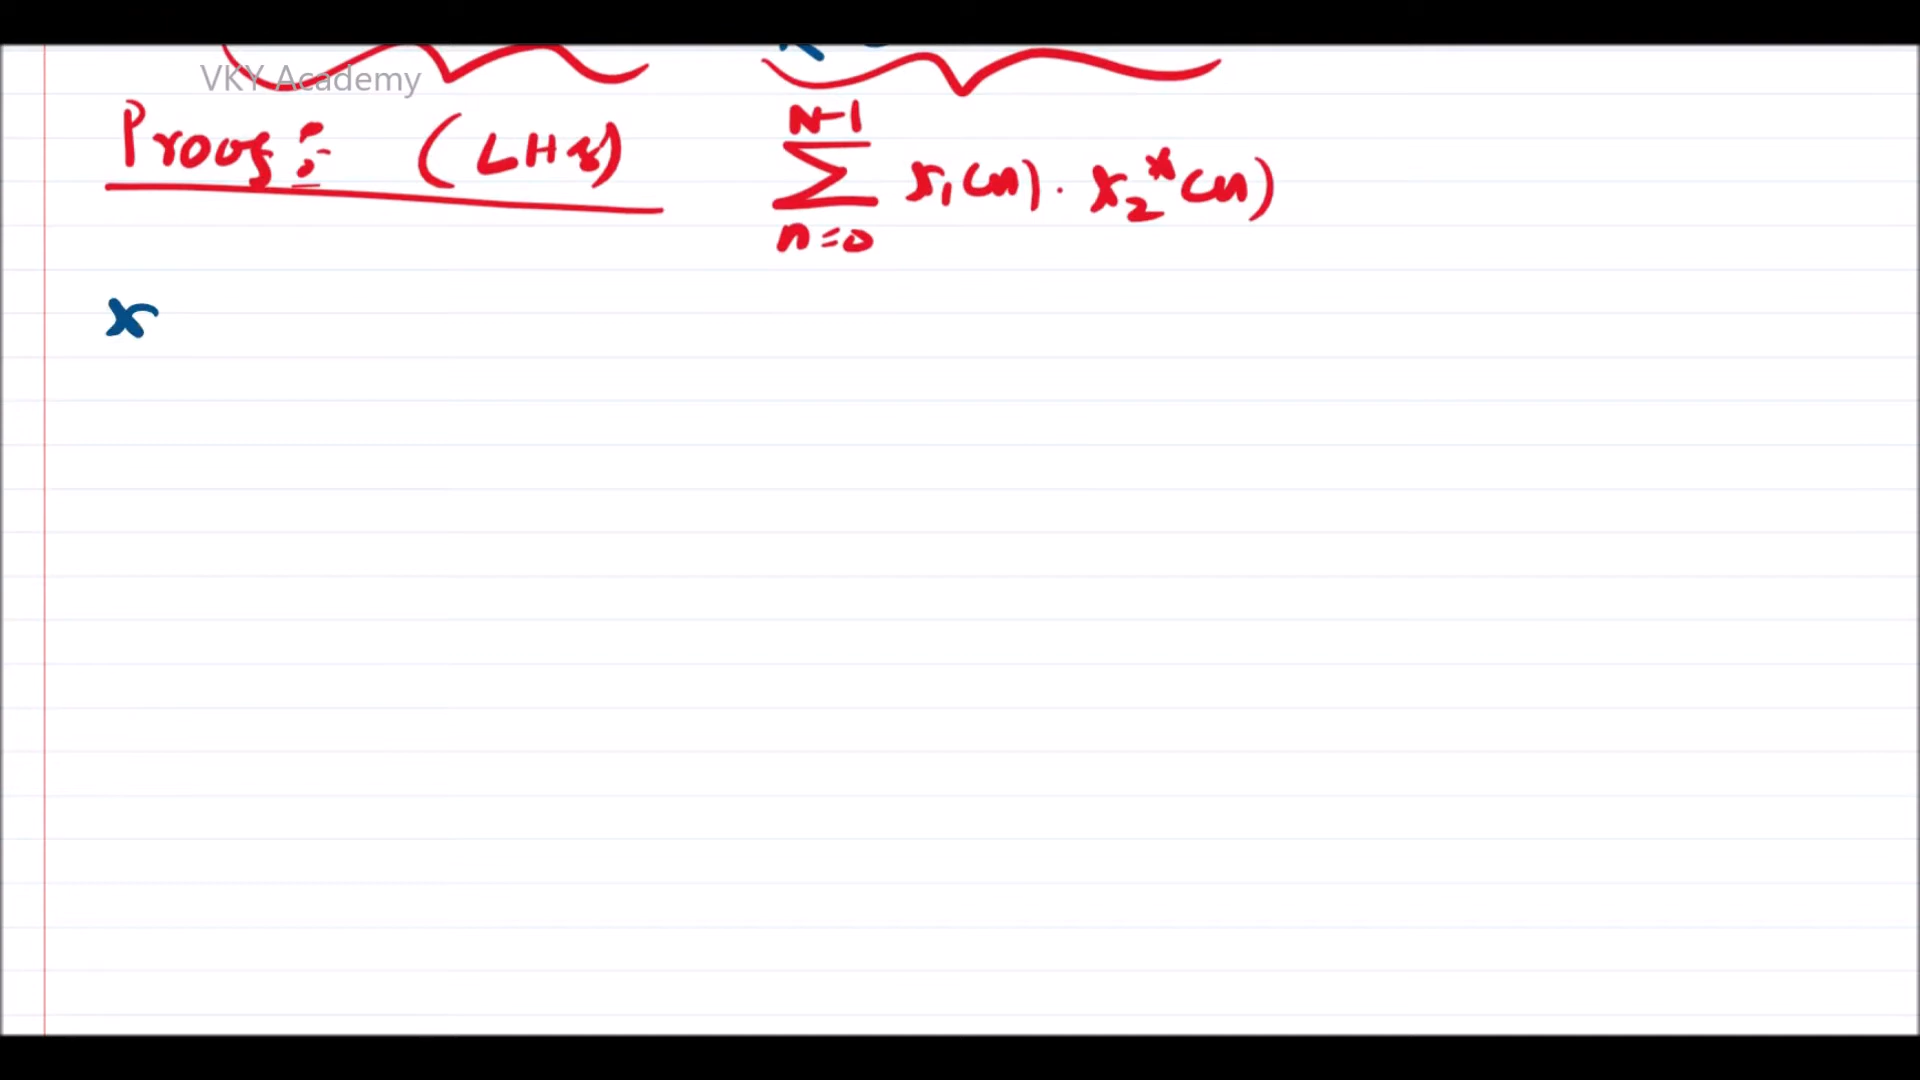 VKY Academy
Proof :- (LHS) N-1
∑ x₁(n) . x₂*(n)
n=0
x